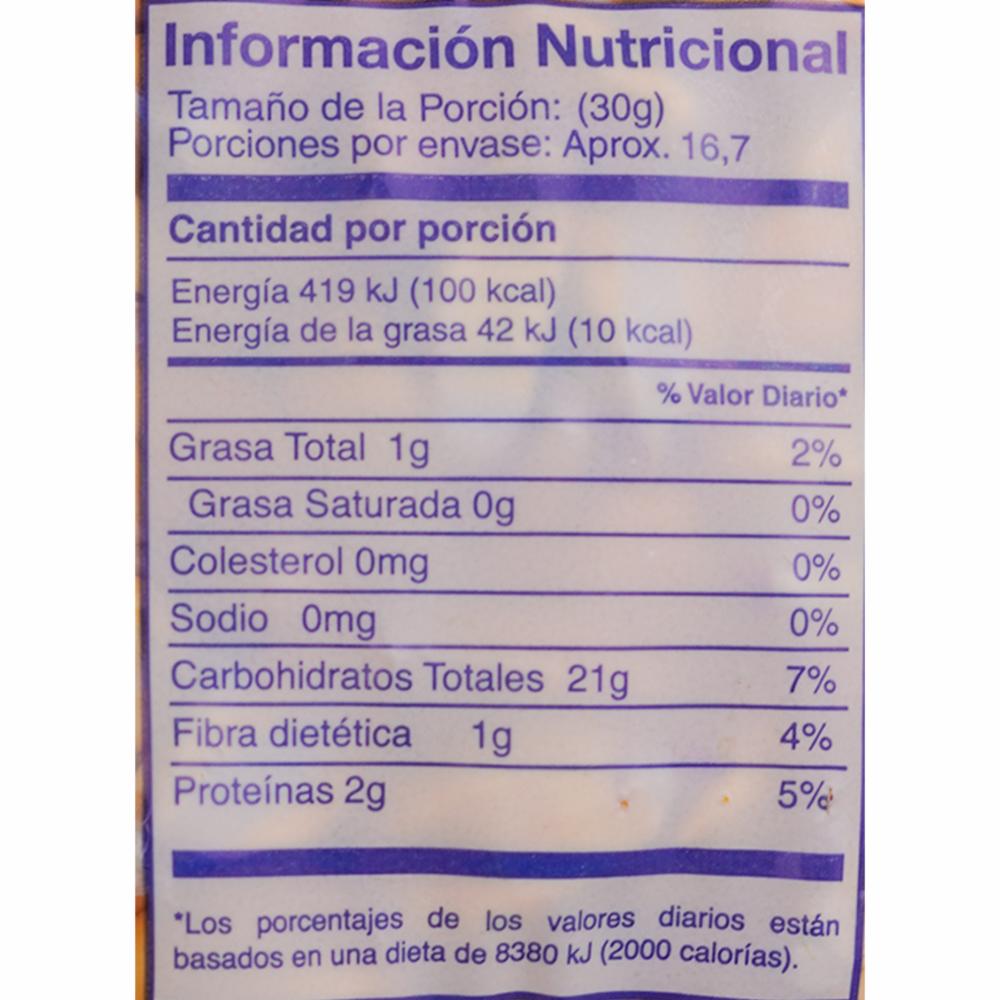 Información Nutricional
Tamaño de la Porción: (30g)
Porciones por envase: Aprox. 16,7
Cantidad por porción
Energía 419 kJ (100 kcal)
Energía de la grasa 42 kJ (10 kcal)
% Valor Diario*
Grasa Total 1g 2%
Grasa Saturada 0g 0%
Colesterol 0mg 0%
Sodio 0mg 0%
Carbohidratos Totales 21g 7%
Fibra dietética 1g 4%
Proteínas 2g 5%
*Los porcentajes de los valores diarios están
basados en una dieta de 8380 kJ (2000 calorías).